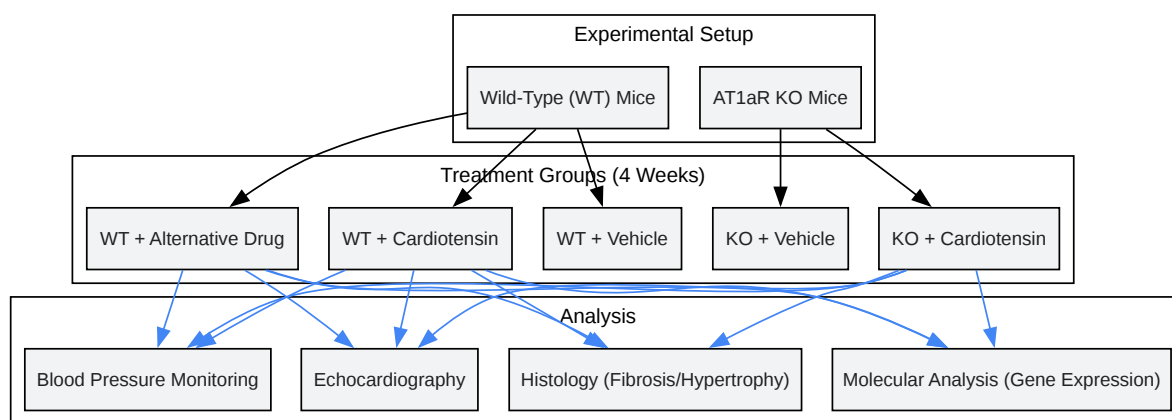 Experimental Setup
Wild-Type (WT) Mice
AT1aR KO Mice
Treatment Groups (4 Weeks)
WT + Alternative Drug
WT + Cardiotensin
WT + Vehicle
KO + Vehicle
KO + Cardiotensin
Analysis
Blood Pressure Monitoring
Echocardiography
Histology (Fibrosis/Hypertrophy)
Molecular Analysis (Gene Expression)